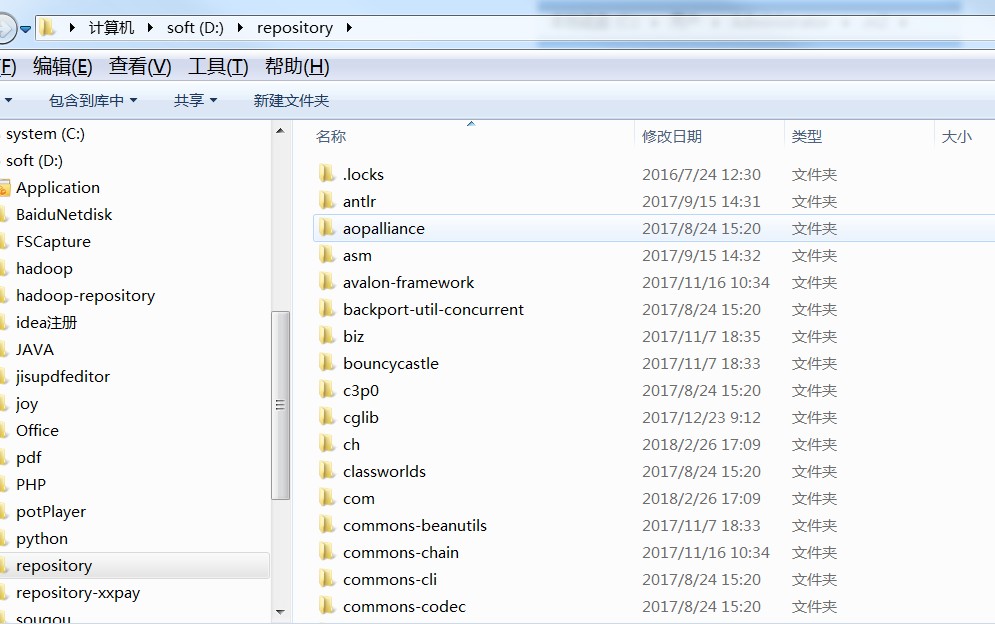 计算机 soft (D:) repository
(F) 编辑(E) 查看(V) 工具(T) 帮助(H)
包含到库中 共享 新建文件夹
system (C:)
soft (D:)
Application
BaiduNetdisk
FSCapture
hadoop
hadoop-repository
idea注册
JAVA
jisupdfeditor
joy
Office
pdf
PHP
potPlayer
python
repository
repository-xxpay
sougou
名称 修改日期 类型 大小
.locks 2016/7/24 12:30 文件夹
antlr 2017/9/15 14:31 文件夹
aopalliance 2017/8/24 15:20 文件夹
asm 2017/9/15 14:32 文件夹
avalon-framework 2017/11/16 10:34 文件夹
backport-util-concurrent 2017/8/24 15:20 文件夹
biz 2017/11/7 18:35 文件夹
bouncycastle 2017/11/7 18:33 文件夹
c3p0 2017/8/24 15:20 文件夹
cglib 2017/12/23 9:12 文件夹
ch 2018/2/26 17:09 文件夹
classworlds 2017/8/24 15:20 文件夹
com 2018/2/26 17:09 文件夹
commons-beanutils 2017/11/7 18:33 文件夹
commons-chain 2017/11/16 10:34 文件夹
commons-cli 2017/8/24 15:20 文件夹
commons-codec 2017/8/24 15:20 文件夹